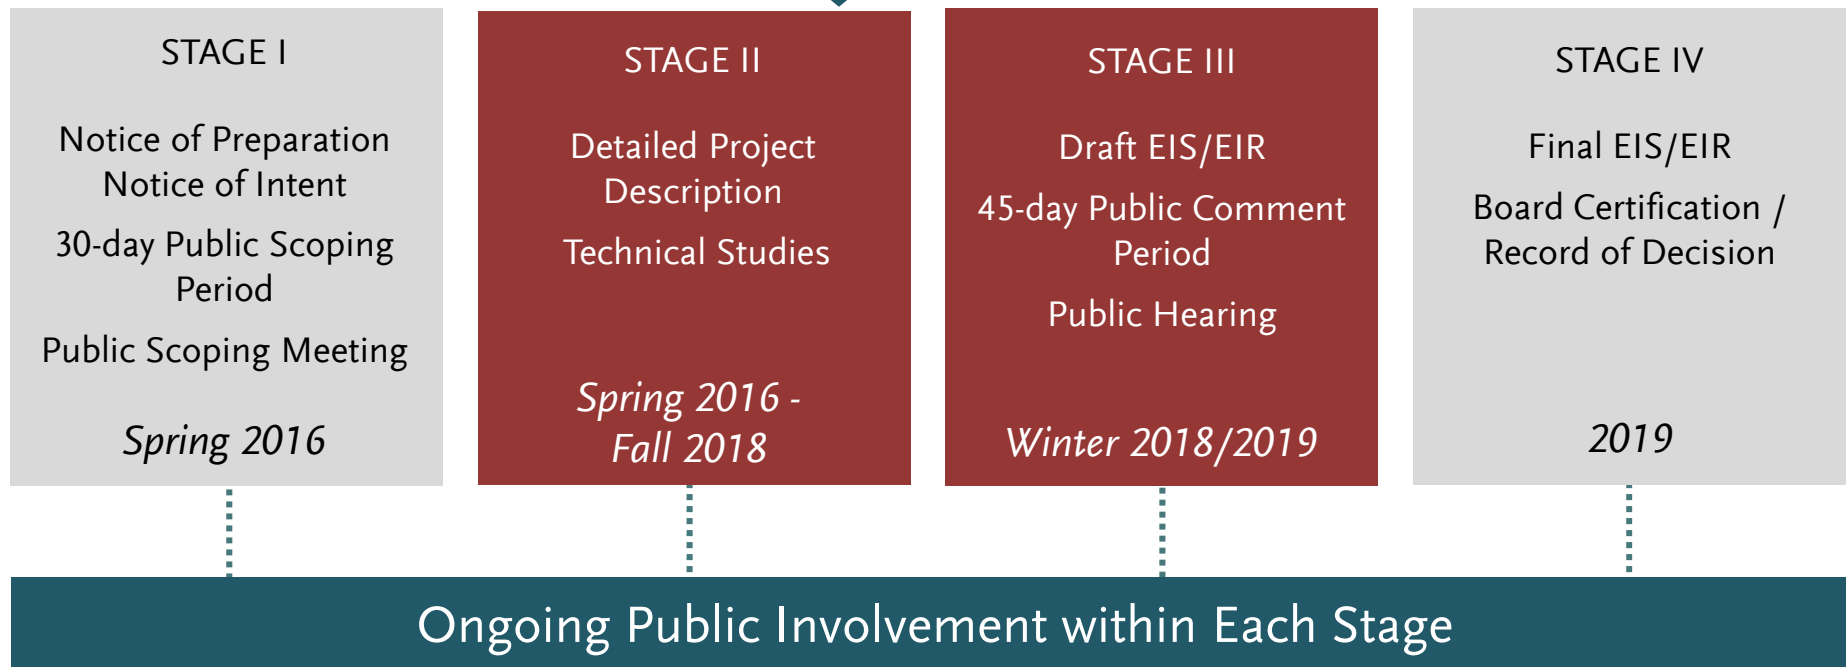 STAGE I
Notice of Preparation
Notice of Intent
30-day Public Scoping
Period
Public Scoping Meeting
Spring 2016
STAGE II
Detailed Project
Description
Technical Studies
Spring 2016 -
Fall 2018
STAGE III
Draft EIS/EIR
45-day Public Comment
Period
Public Hearing
Winter 2018/2019
STAGE IV
Final EIS/EIR
Board Certification /
Record of Decision
2019
Ongoing Public Involvement within Each Stage